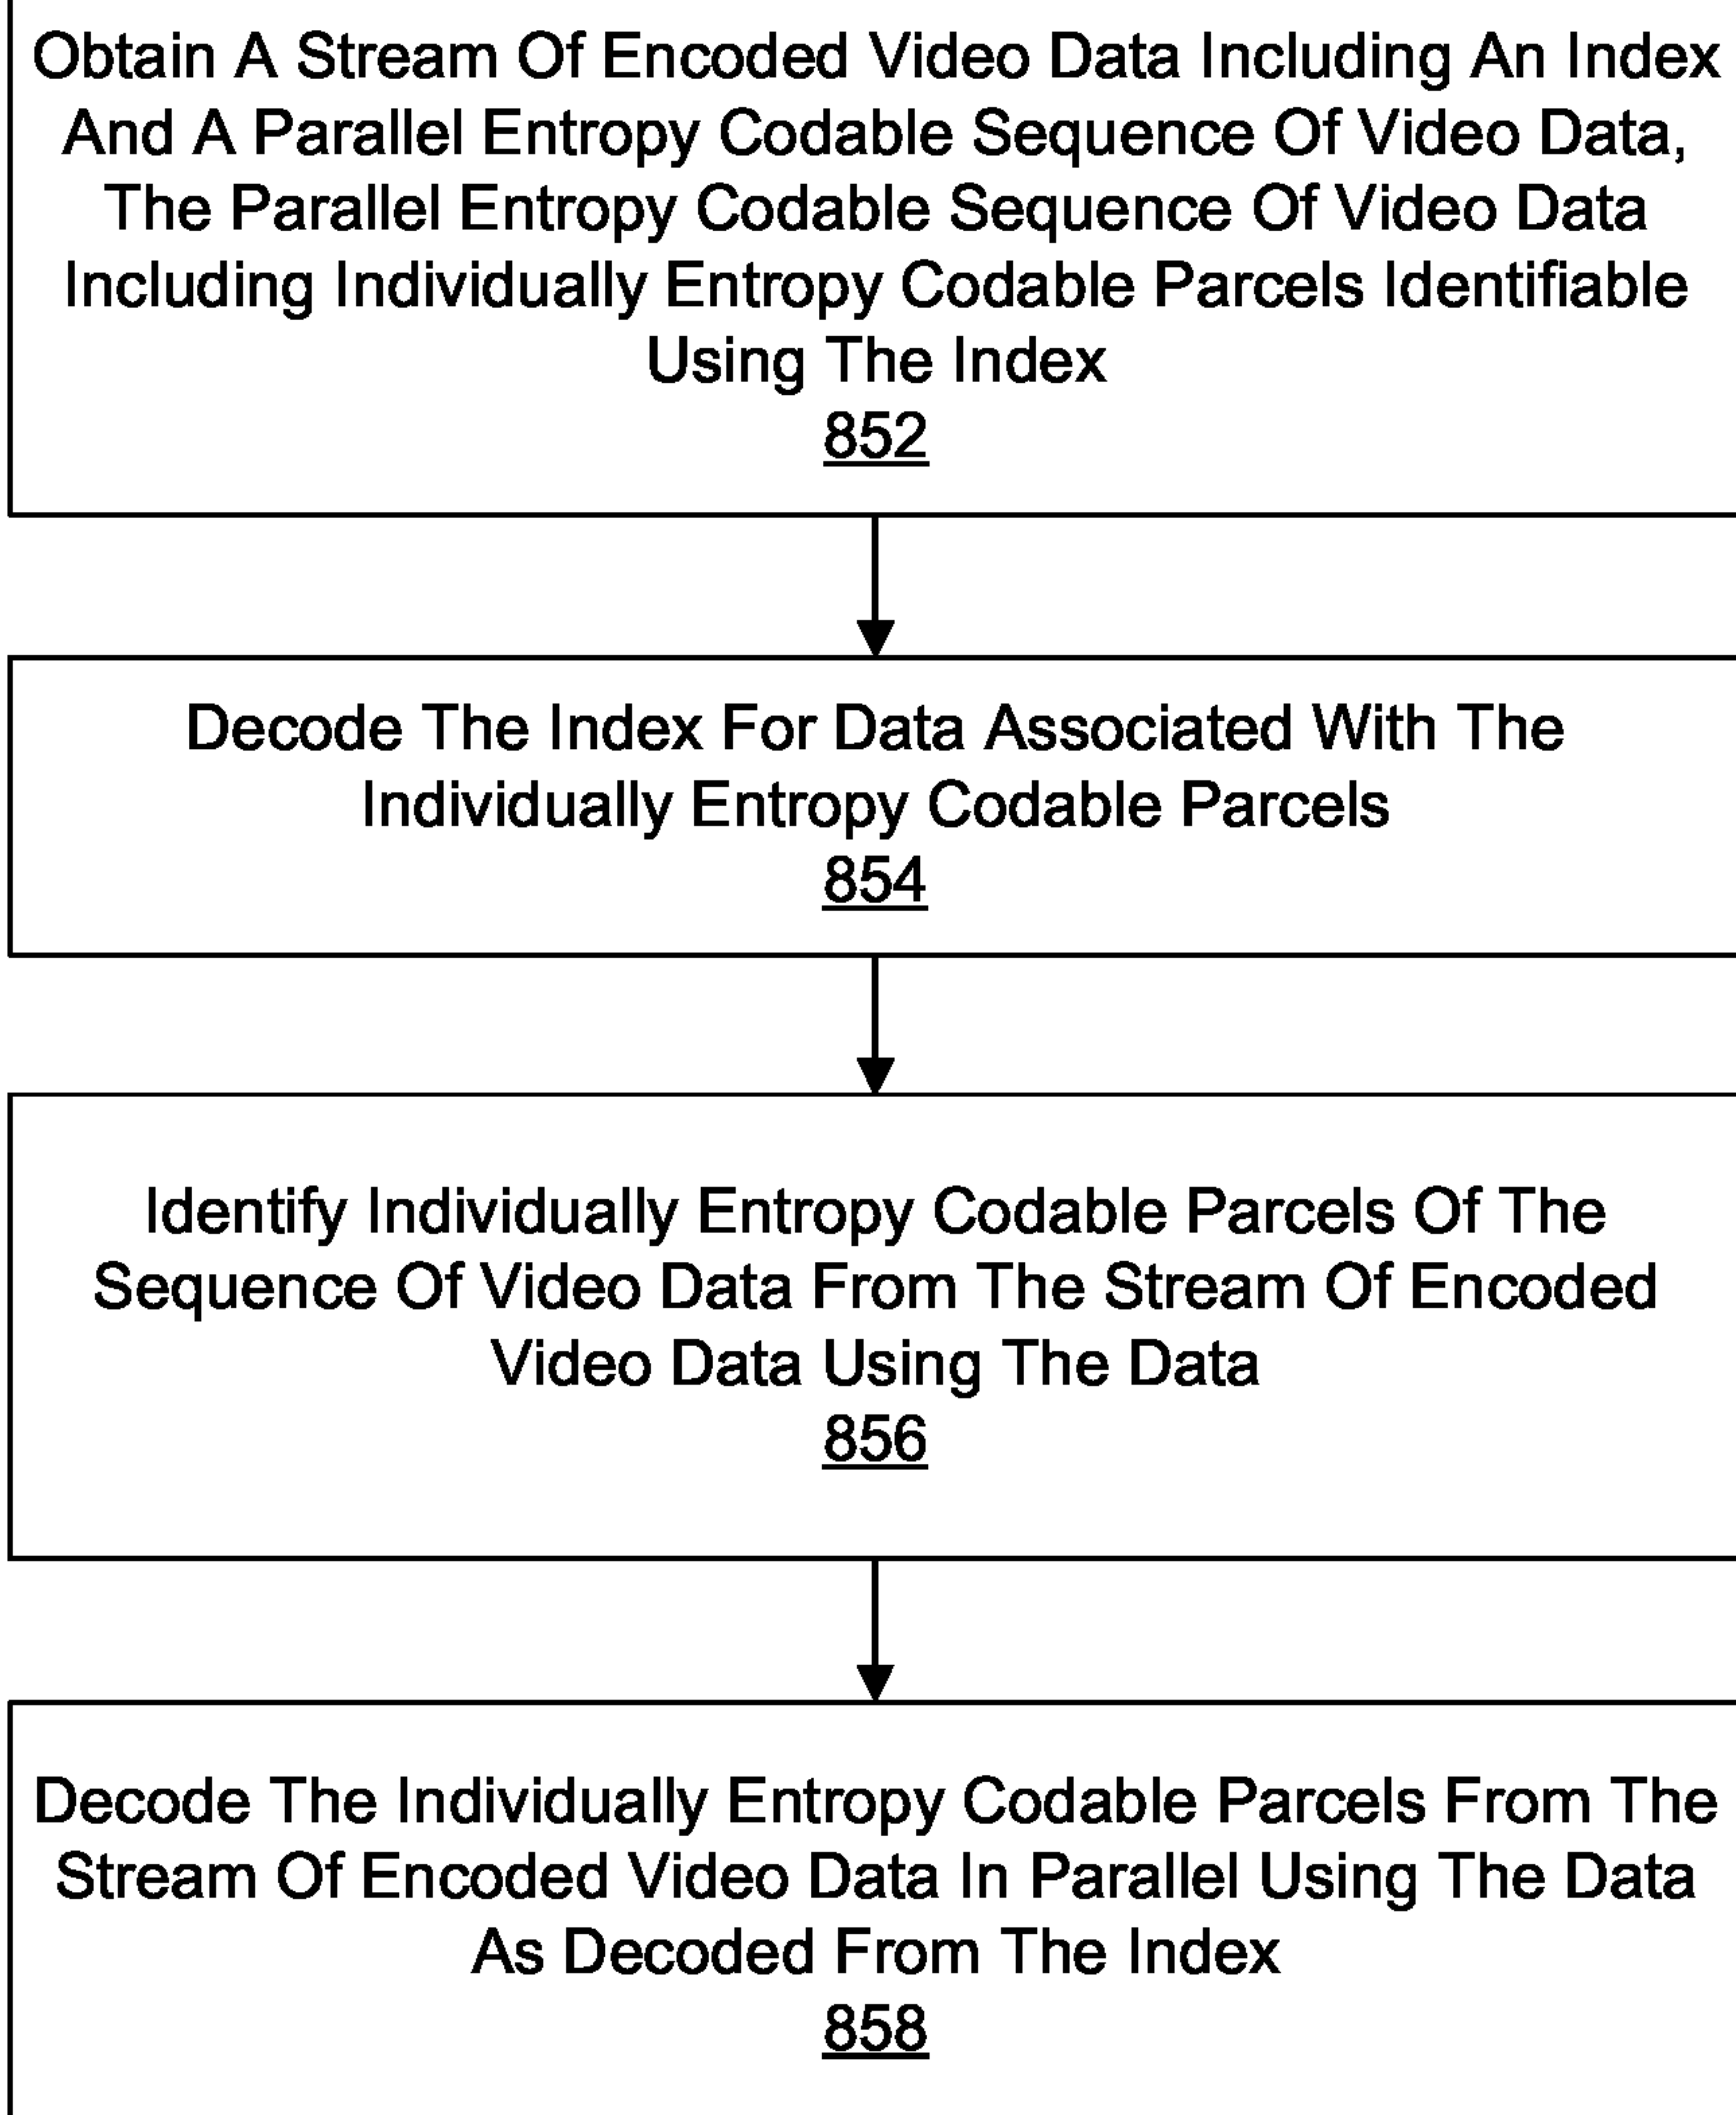 Obtain A Stream Of Encoded Video Data Including An Index
And A Parallel Entropy Codable Sequence Of Video Data,
The Parallel Entropy Codable Sequence Of Video Data
Including Individually Entropy Codable Parcels Identifiable
Using The Index
852
Decode The Index For Data Associated With The
Individually Entropy Codable Parcels
854
Identify Individually Entropy Codable Parcels Of The
Sequence Of Video Data From The Stream Of Encoded
Video Data Using The Data
856
Decode The Individually Entropy Codable Parcels From The
Stream Of Encoded Video Data In Parallel Using The Data
As Decoded From The Index
858